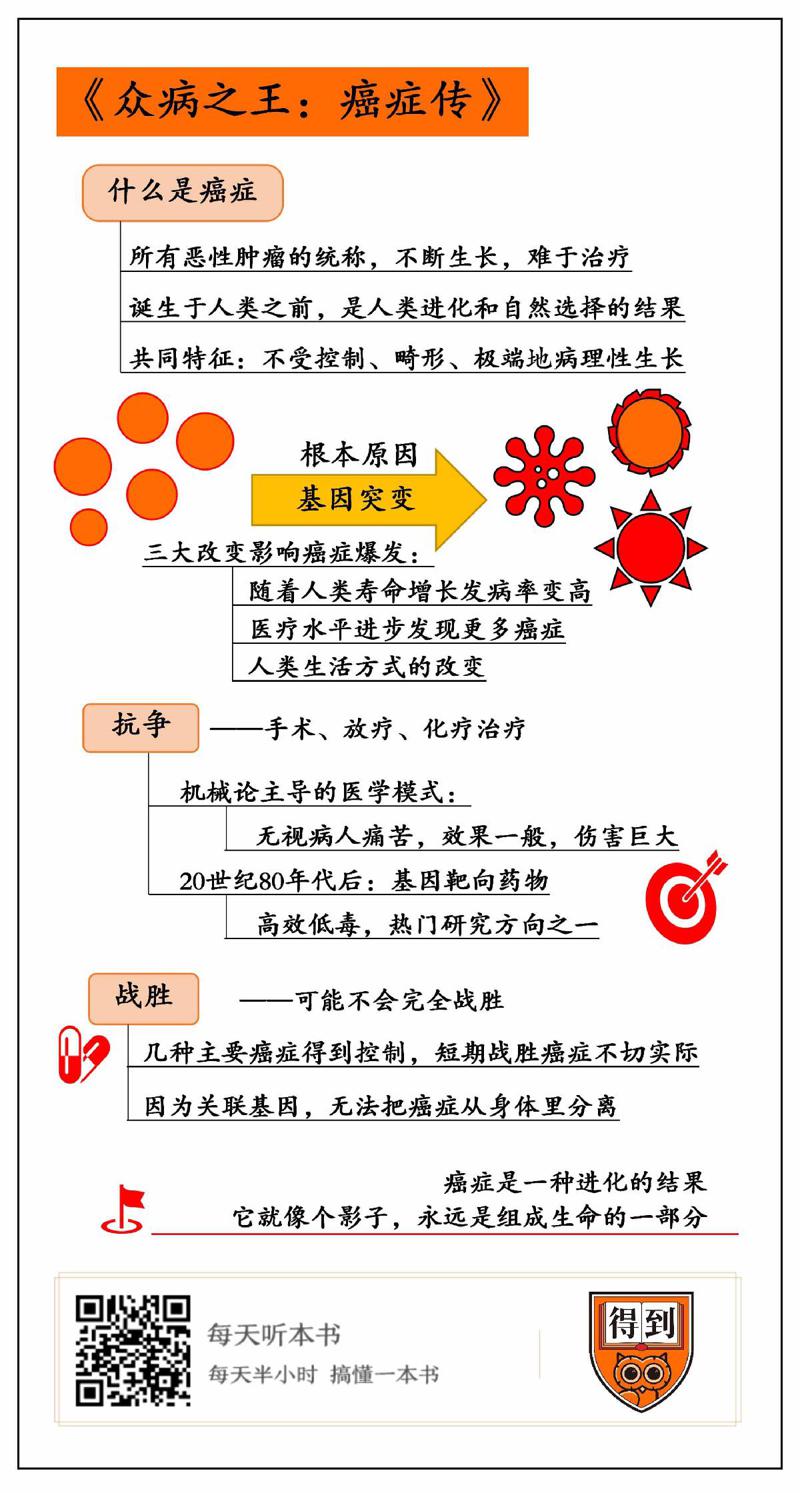 《众病之王：癌症传》
什么是癌症
所有恶性肿瘤的统称，不断生长，难于治疗
诞生于人类之前，是人类进化和自然选择的结果
共同特征：不受控制、畸形、极端地病理性生长
根本原因
基因突变
三大改变影响癌症爆发：
随着人类寿命增长发病率变高
医疗水平进步发现更多癌症
人类生活方式的改变
抗争 ——手术、放疗、化疗治疗
机械论主导的医学模式：
无视病人痛苦，效果一般，伤害巨大
20世纪80年代后：基因靶向药物
高效低毒，热门研究方向之一
战胜 ——可能不会完全战胜
几种主要癌症得到控制，短期战胜癌症不切实际
因为关联基因，无法把癌症从身体里分离
癌症是一种进化的结果
它就像个影子，永远是组成生命的一部分
每天听本书
每天半小时 搞懂一本书
得到